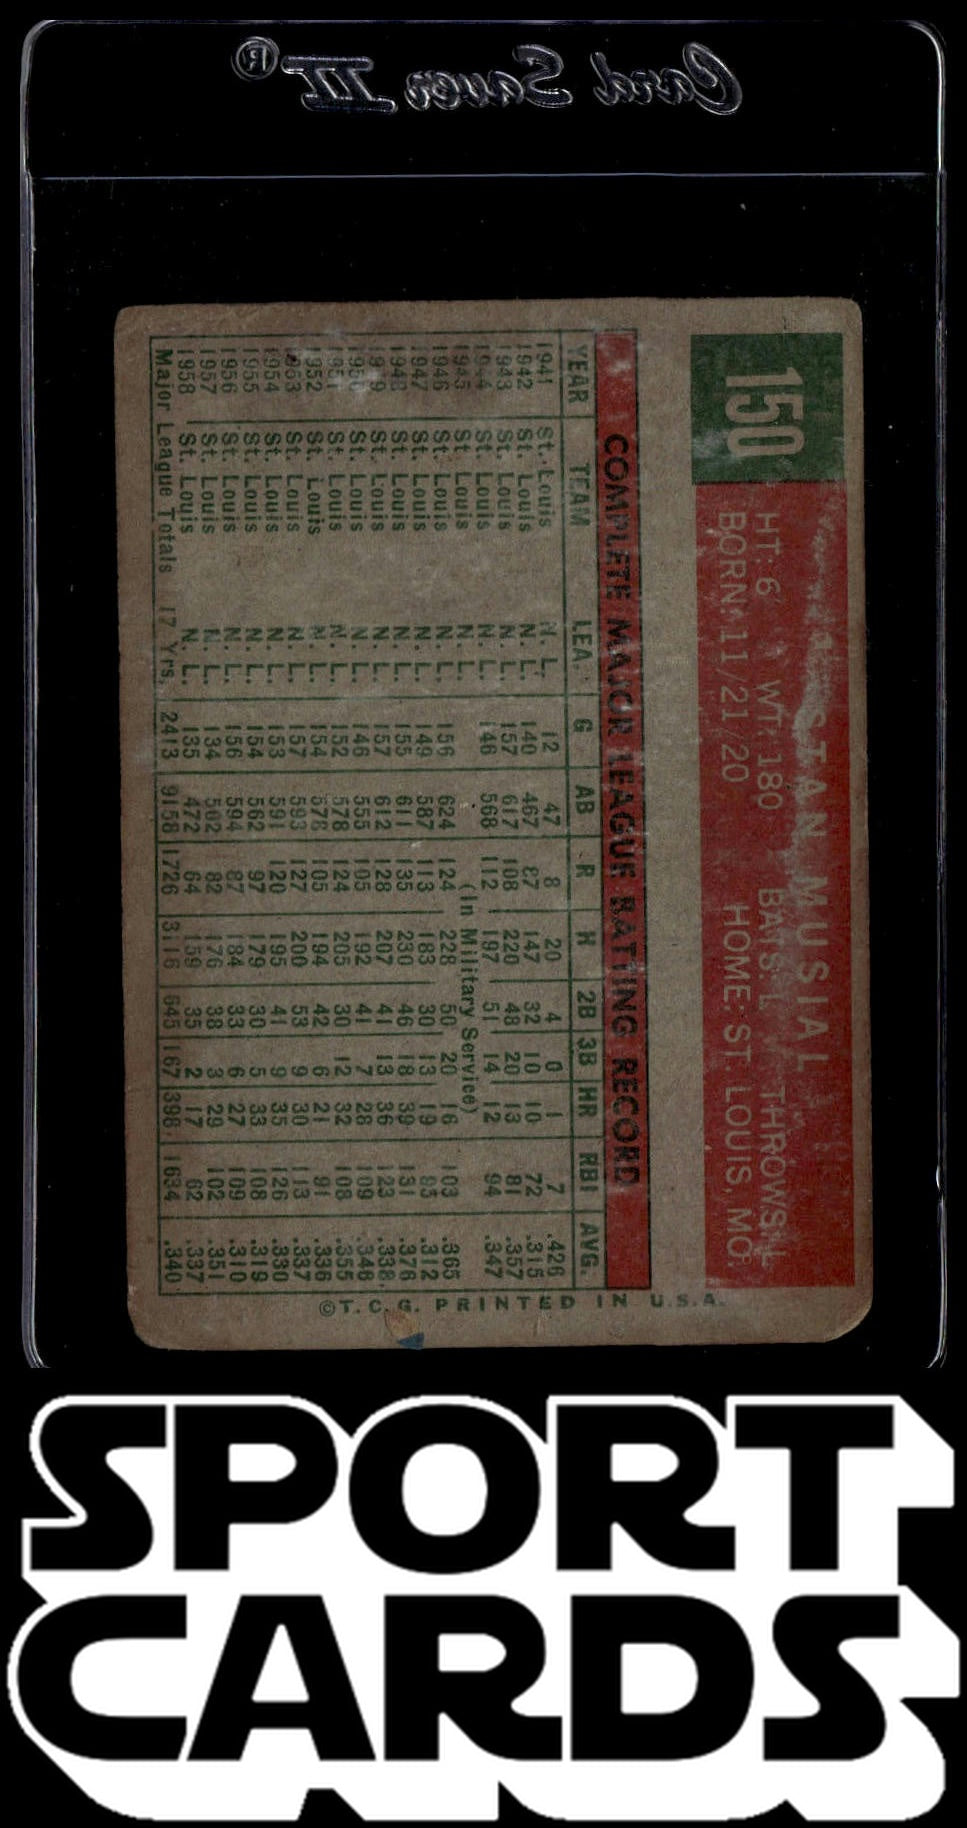 Card Saver III®
150
STAN MUSIAL
HT: 6' WT: 180 BATS: L THROWS: L
BORN: 11/21/20 HOME: ST. LOUIS, MO.
COMPLETE MAJOR LEAGUE BATTING RECORD
YEAR TEAM LEA. G AB R H 2B 3B HR RBI AVG.
1941 St. Louis N. L. 12 47 8 20 4 0 1 7 .426
1942 St. Louis N. L. 140 467 87 147 32 10 10 72 .315
1943 St. Louis N. L. 157 617 108 220 48 20 13 81 .357
1944 St. Louis N. L. 146 568 112 197 51 14 12 94 .347
1945 St. Louis N. L. (In Military Service)
1946 St. Louis N. L. 156 624 124 228 50 20 16 103 .365
1947 St. Louis N. L. 149 587 113 183 30 13 19 95 .312
1948 St. Louis N. L. 155 611 135 230 46 18 39 131 .376
1949 St. Louis N. L. 157 612 128 207 41 13 36 123 .338
1950 St. Louis N. L. 146 555 105 192 41 7 28 109 .346
1951 St. Louis N. L. 152 578 124 205 30 12 32 108 .355
1952 St. Louis N. L. 154 578 105 194 42 6 21 91 .336
1953 St. Louis N. L. 157 593 127 200 53 9 30 113 .337
1954 St. Louis N. L. 153 591 120 195 41 9 35 126 .330
1955 St. Louis N. L. 154 562 97 179 30 5 33 108 .319
1956 St. Louis N. L. 156 594 87 184 33 6 27 109 .310
1957 St. Louis N. L. 134 502 82 176 38 3 29 102 .351
1958 St. Louis N. L. 135 472 64 159 35 2 17 62 .337
Major League Totals 17 Yrs. 2413 9158 1726 3116 645 167 398 1634 .340
©T.C.G. PRINTED IN U.S.A.
SPORT
CARDS